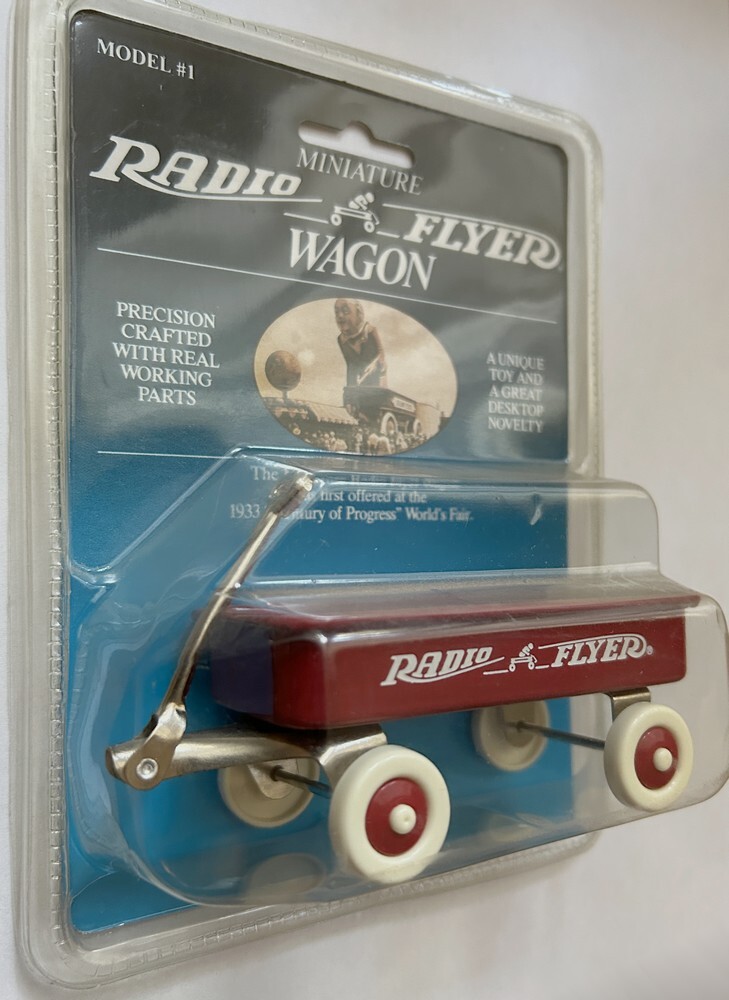 MODEL #1
MINIATURE
RADIO FLYER
WAGON
PRECISION
CRAFTED
WITH REAL
WORKING
PARTS
A UNIQUE
TOY AND
A GREAT
DESKTOP
NOVELTY
The
first offered at the
1933 of Progress" World's Fair.
RADIO FLYER®